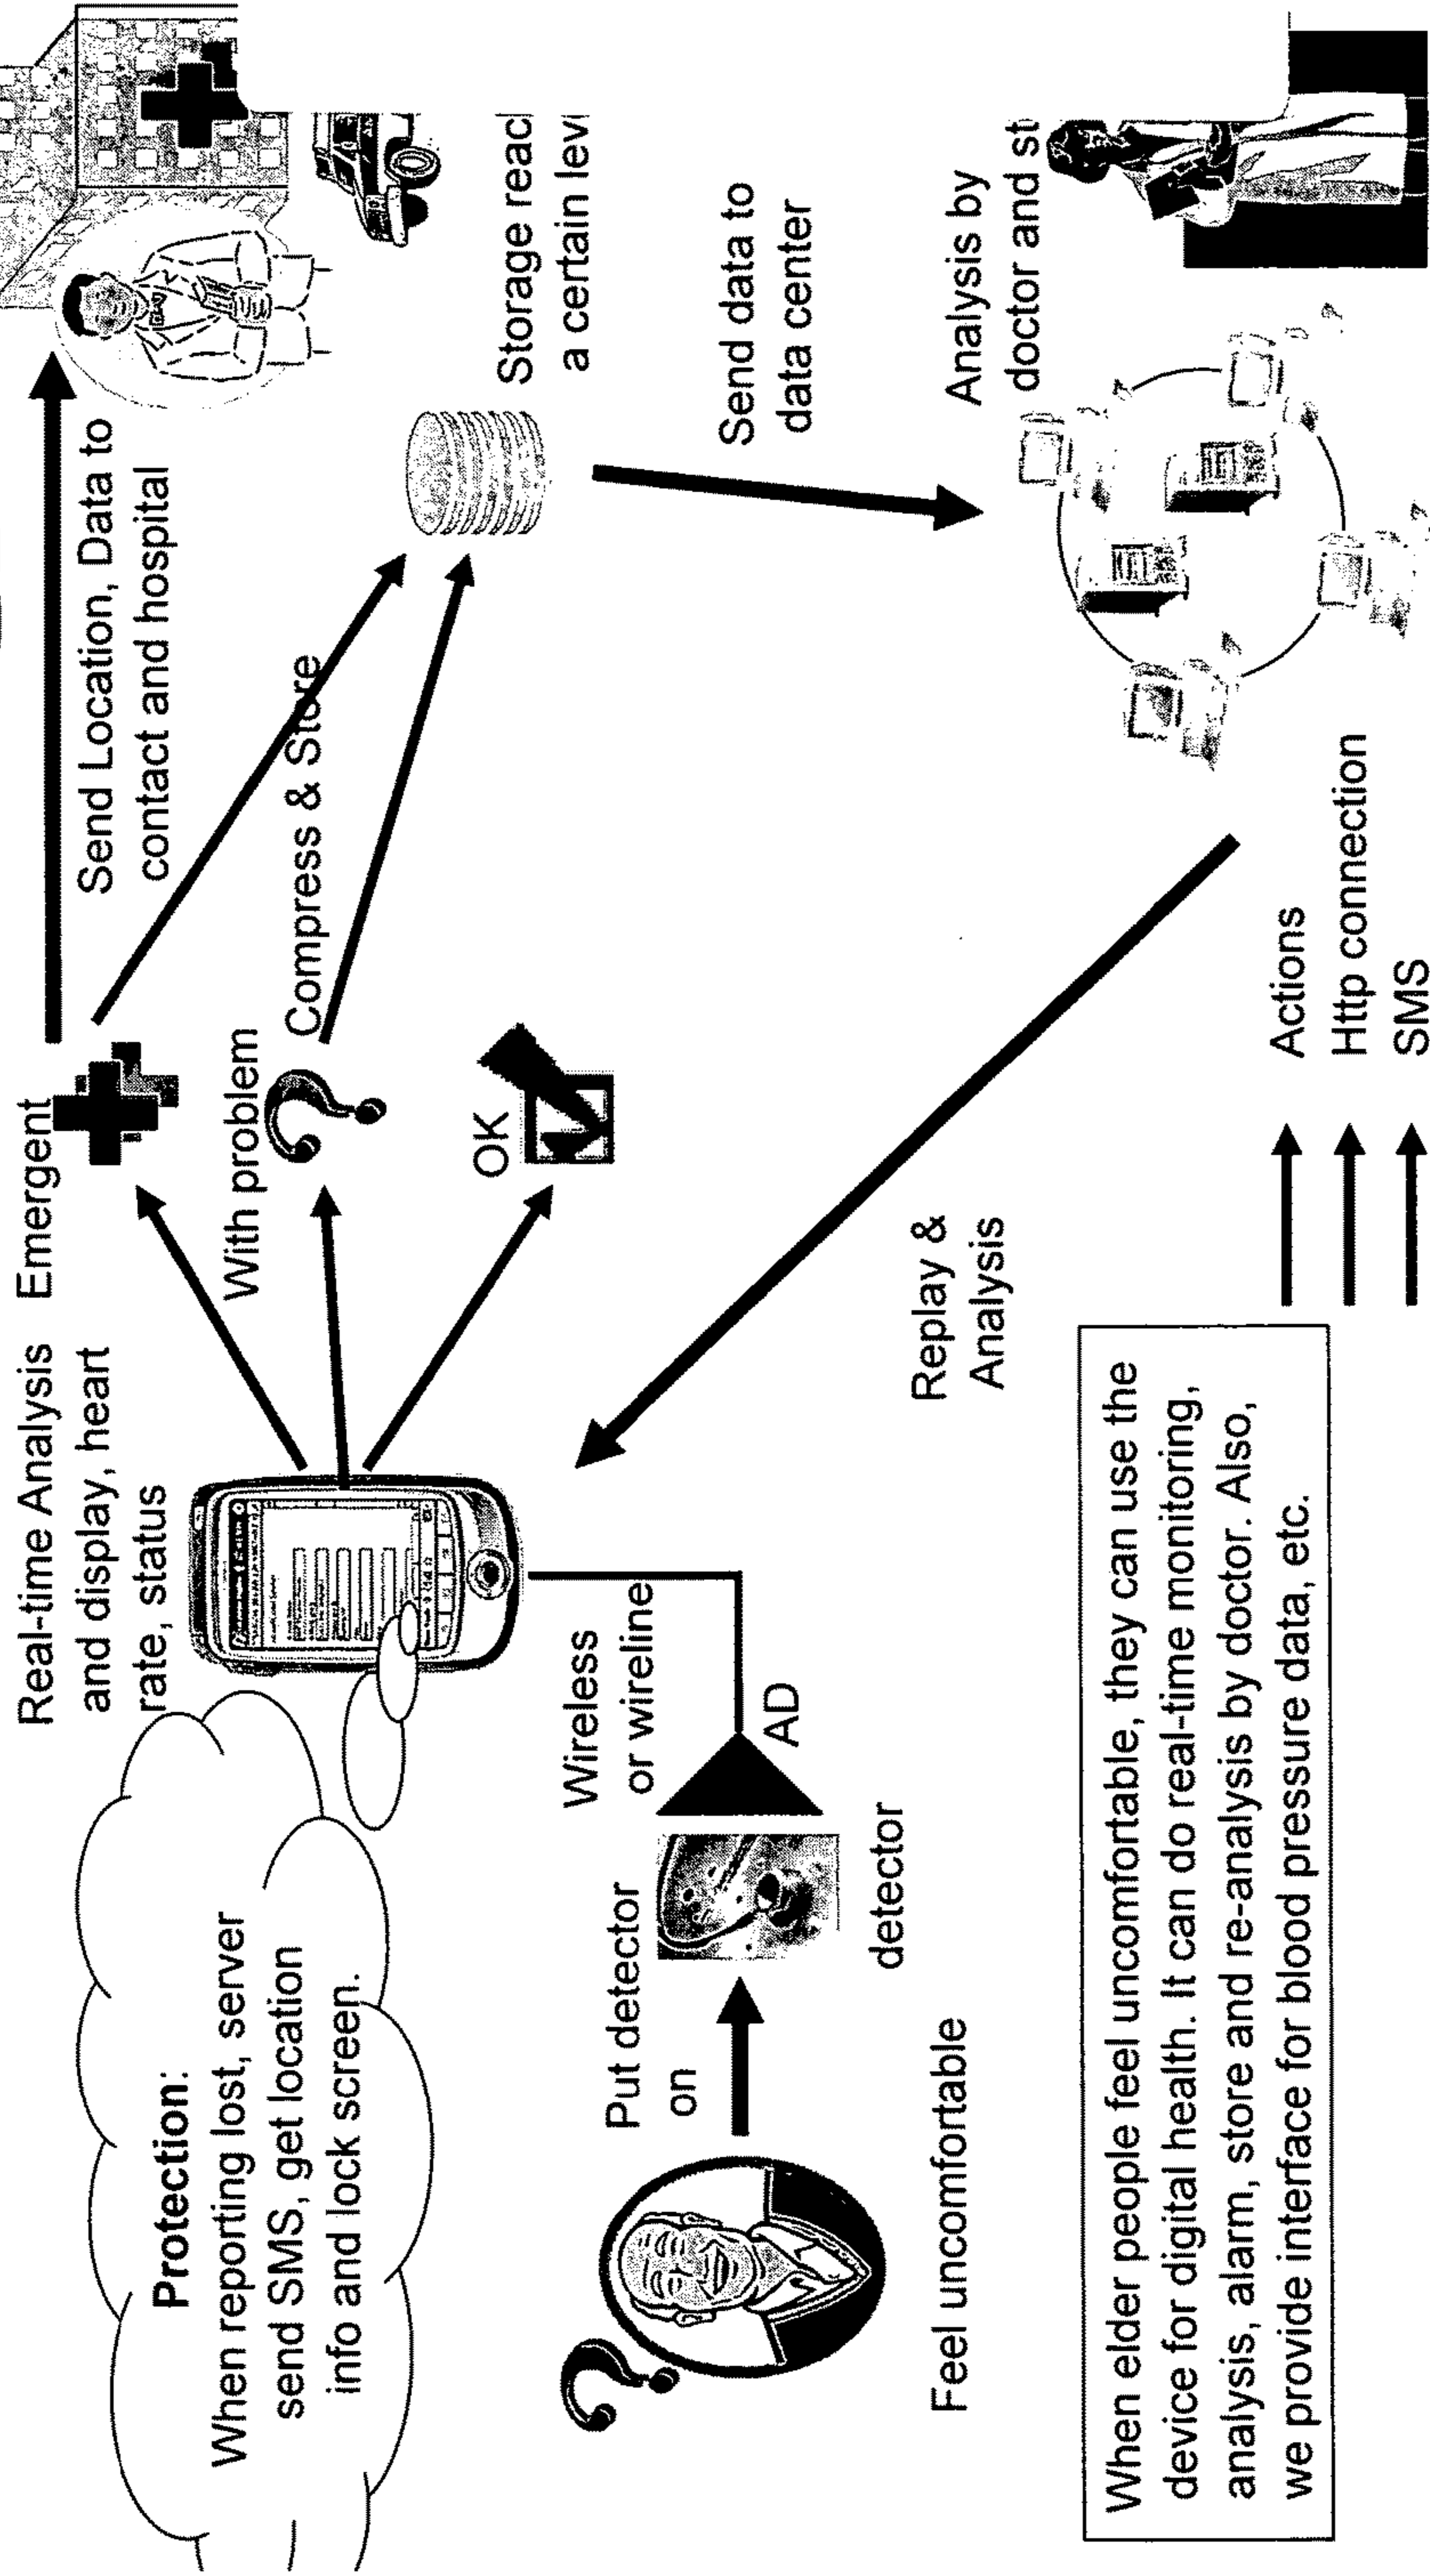 Protection:
When reporting lost, server
send SMS, get location
info and lock screen.
Real-time Analysis
and display, heart
rate, status
Emergent
With problem
OK
Send Location, Data to
contact and hospital
Compress & Store
Storage reac
a certain lev
Send data to
data center
Analysis by
doctor and st
Feel uncomfortable
Put detector
on
detector
AD
Wireless
or wireline
Replay &
Analysis
When elder people feel uncomfortable, they can use the
device for digital health. It can do real-time monitoring,
analysis, alarm, store and re-analysis by doctor. Also,
we provide interface for blood pressure data, etc.
Actions
Http connection
SMS